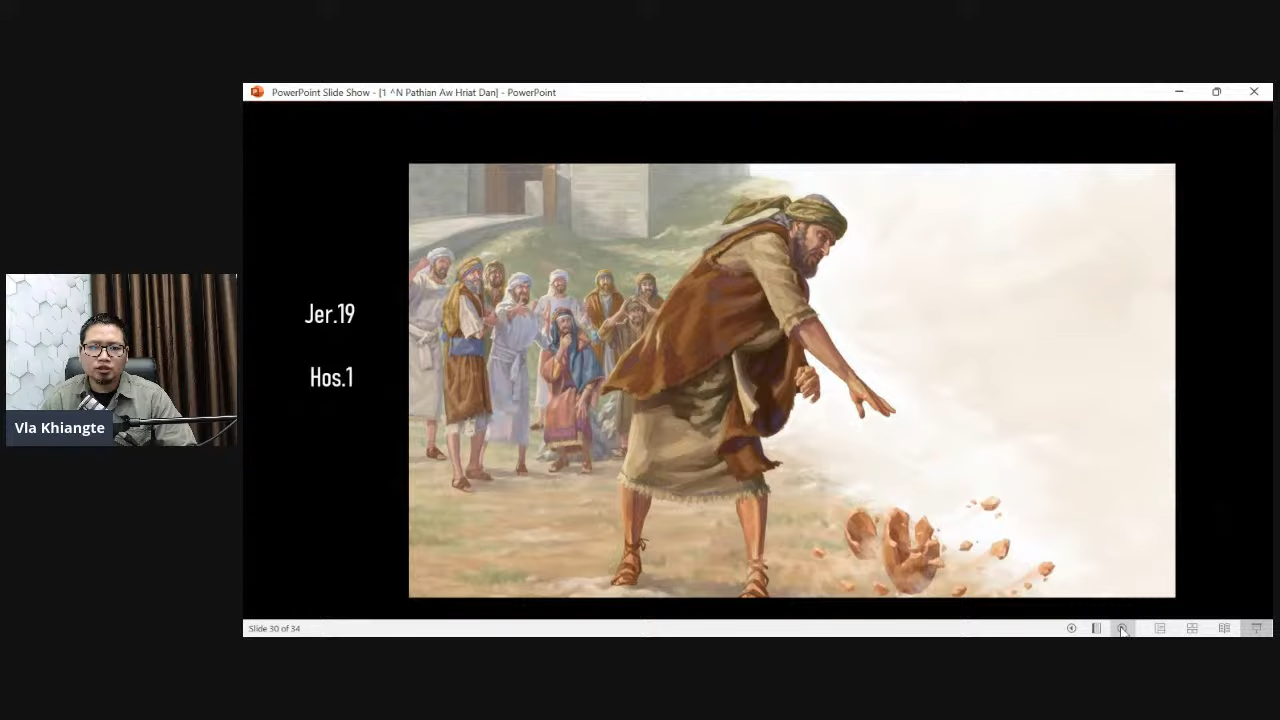 PowerPoint Slide Show - [1 ^N Pathian Aw Hriat Dan] - PowerPoint
Jer.19
Hos.1
Vla Khiangte
Slide 30 of 34